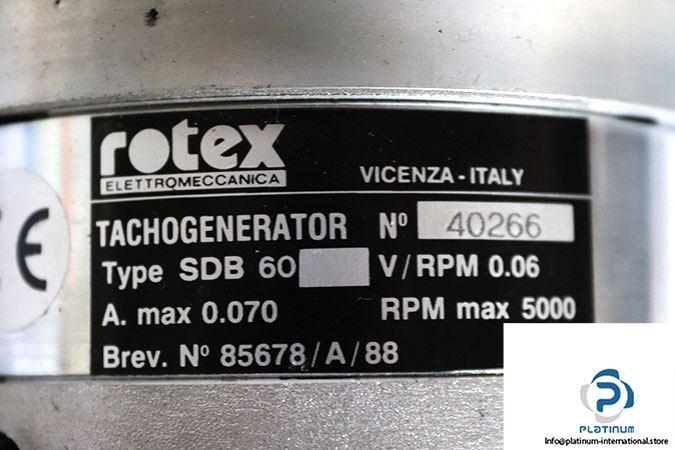 rotex
ELETTROMECCANICA
VICENZA - ITALY
TACHOGENERATOR Nº 40266
Type SDB 60 V/RPM 0.06
A. max 0.070 RPM max 5000
Brev. Nº 85678/A/88
CE
PLATINUM
Info@platinum-international.store